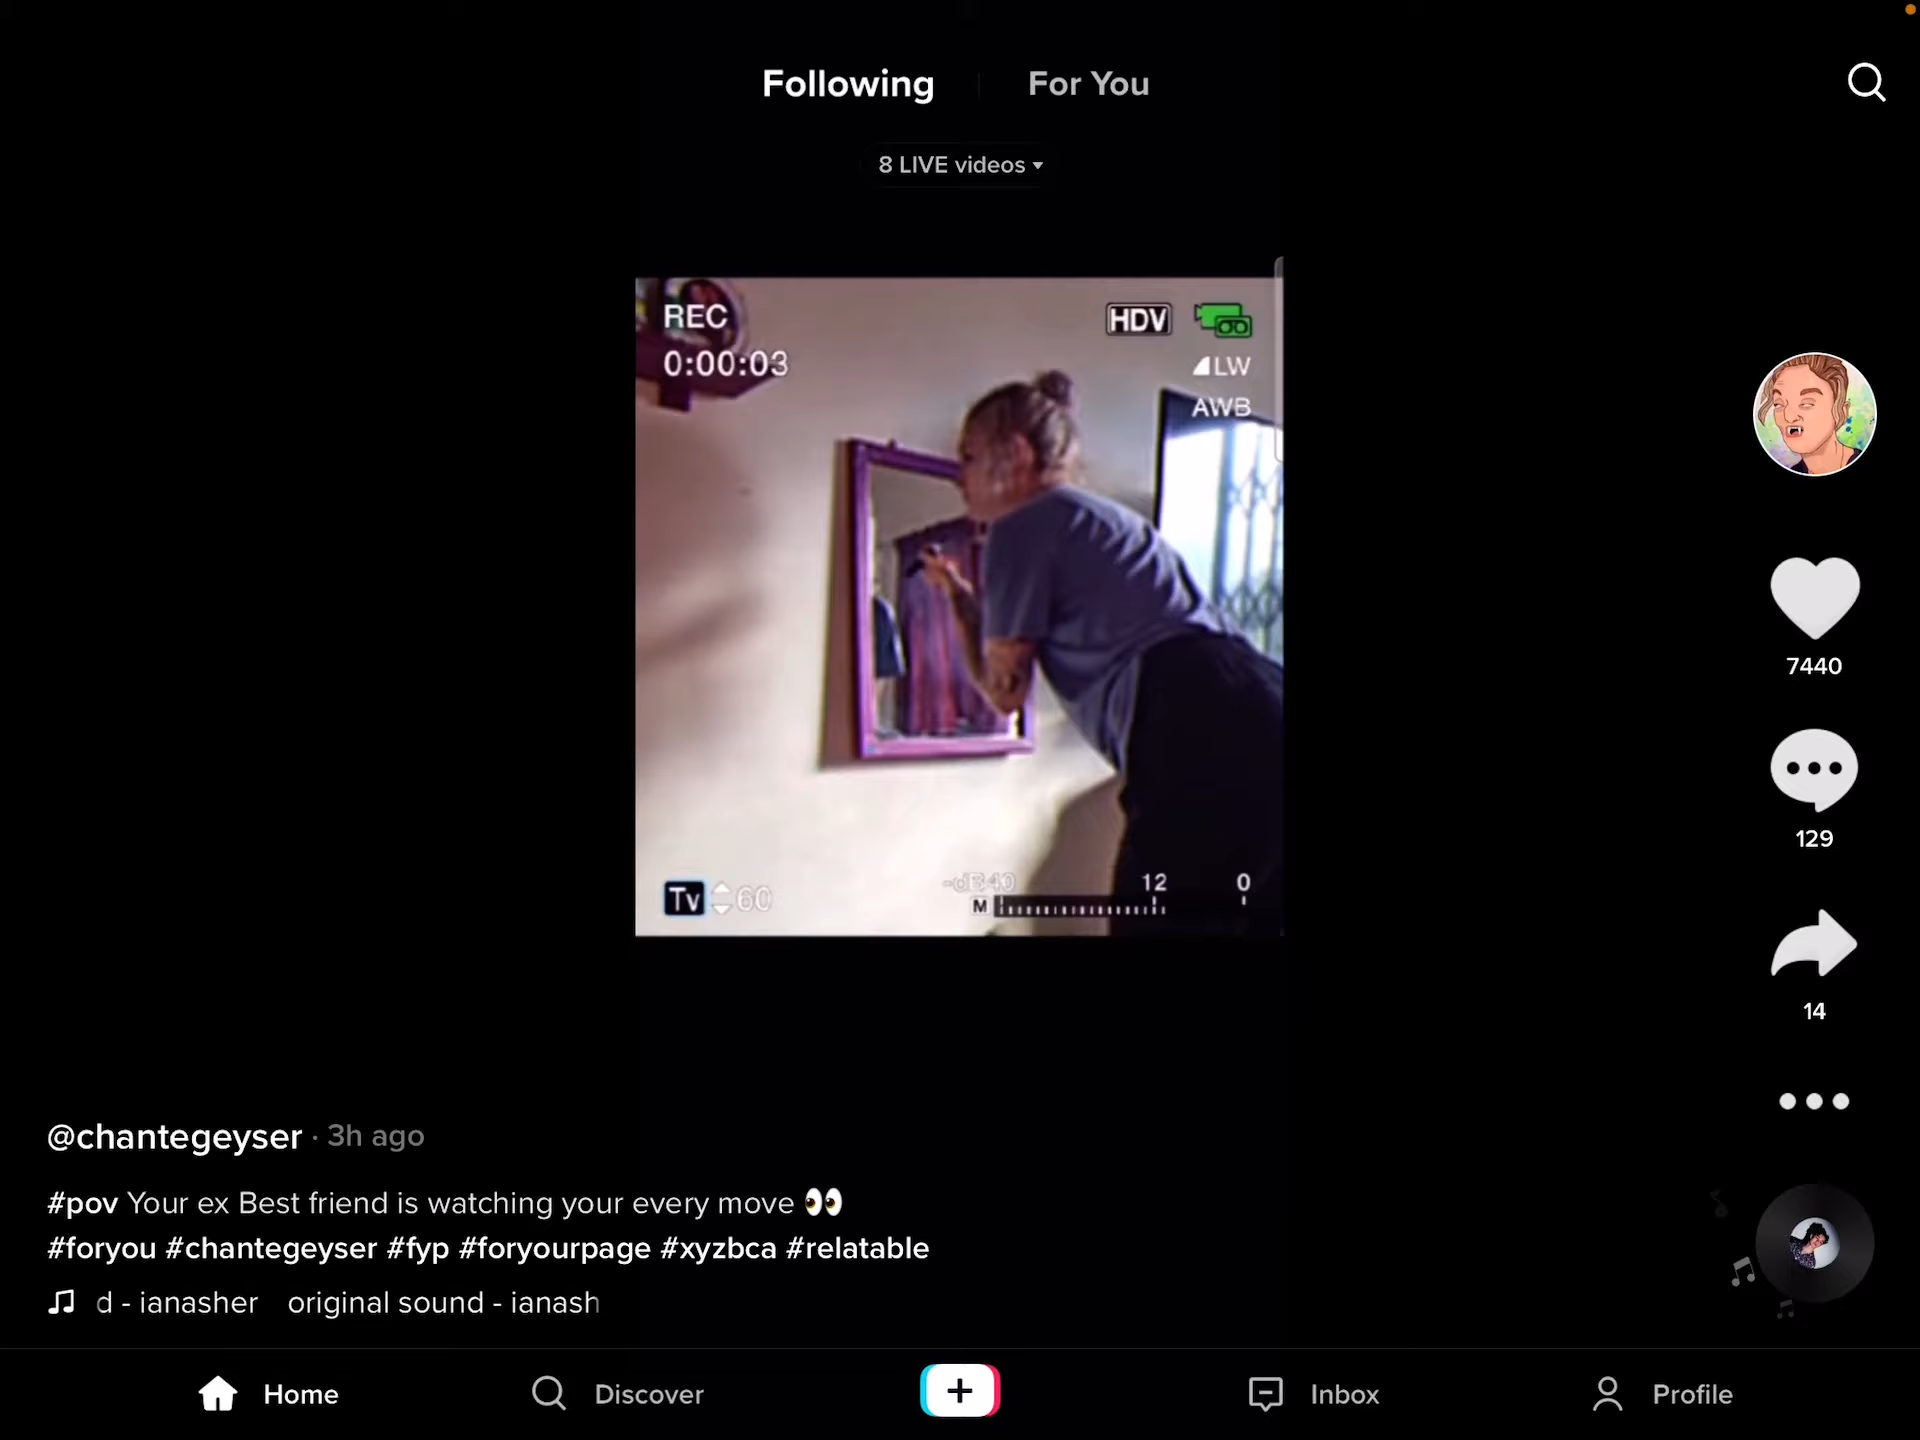 Following
For You
8 LIVE videos
REC
HDV
0:00:03
LW
AWB
7440
129
Tv
60
-dB40
12
0
M
14
@chantegeyser · 3h ago
#pov Your ex Best friend is watching your every move 👀
#foryou #chantegeyser #fyp #foryourpage #xyzbca #relatable
d - ianasher original sound - ianash
Home
Discover
Inbox
Profile